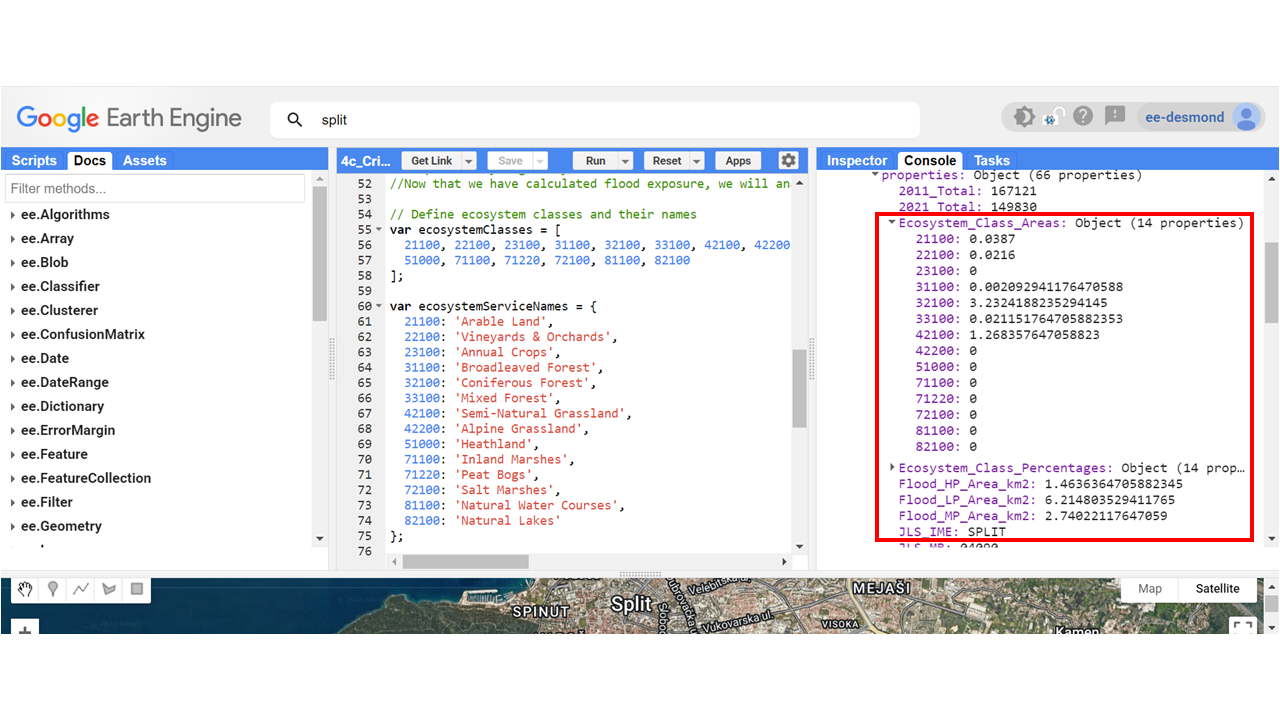 Google Earth Engine
split
ee-desmond
Scripts Docs Assets
Filter methods...
ee.Algorithms
ee.Array
ee.Blob
ee.Classifier
ee.Clusterer
ee.ConfusionMatrix
ee.Date
ee.DateRange
ee.Dictionary
ee.ErrorMargin
ee.Feature
ee.FeatureCollection
ee.Filter
ee.Geometry
4c_Cri... Get Link Save Run Reset Apps
52 //Now that we have calculated flood exposure, we will an
53
54 // Define ecosystem classes and their names
55 var ecosystemClasses = [
56 21100, 22100, 23100, 31100, 32100, 33100, 42100, 42200
57 51000, 71100, 71220, 72100, 81100, 82100
58 ];
59
60 var ecosystemServiceNames = {
61 21100: 'Arable Land',
62 22100: 'Vineyards & Orchards',
63 23100: 'Annual Crops',
64 31100: 'Broadleaved Forest',
65 32100: 'Coniferous Forest',
66 33100: 'Mixed Forest',
67 42100: 'Semi-Natural Grassland',
68 42200: 'Alpine Grassland',
69 51000: 'Heathland',
70 71100: 'Inland Marshes',
71 71220: 'Peat Bogs',
72 72100: 'Salt Marshes',
73 81100: 'Natural Water Courses',
74 82100: 'Natural Lakes'
75 };
76
Inspector Console Tasks
properties: Object (66 properties)
2011_Total: 167121
2021_Total: 149830
Ecosystem_Class_Areas: Object (14 properties)
21100: 0.0387
22100: 0.0216
23100: 0
31100: 0.002092941176470588
32100: 3.2324188235294145
33100: 0.021151764705882353
42100: 1.268357647058823
42200: 0
51000: 0
71100: 0
71220: 0
72100: 0
81100: 0
82100: 0
Ecosystem_Class_Percentages: Object (14 prop...
Flood_HP_Area_km2: 1.4636364705882345
Flood_LP_Area_km2: 6.214803529411765
Flood_MP_Area_km2: 2.74022117647059
JLS_IME: SPLIT
JLS_MB: 04090
Map Satellite
SPINUT
Split
Velebitska ul.
Vukovarska ul.
MEJAŠI
VISOKA
Kamen